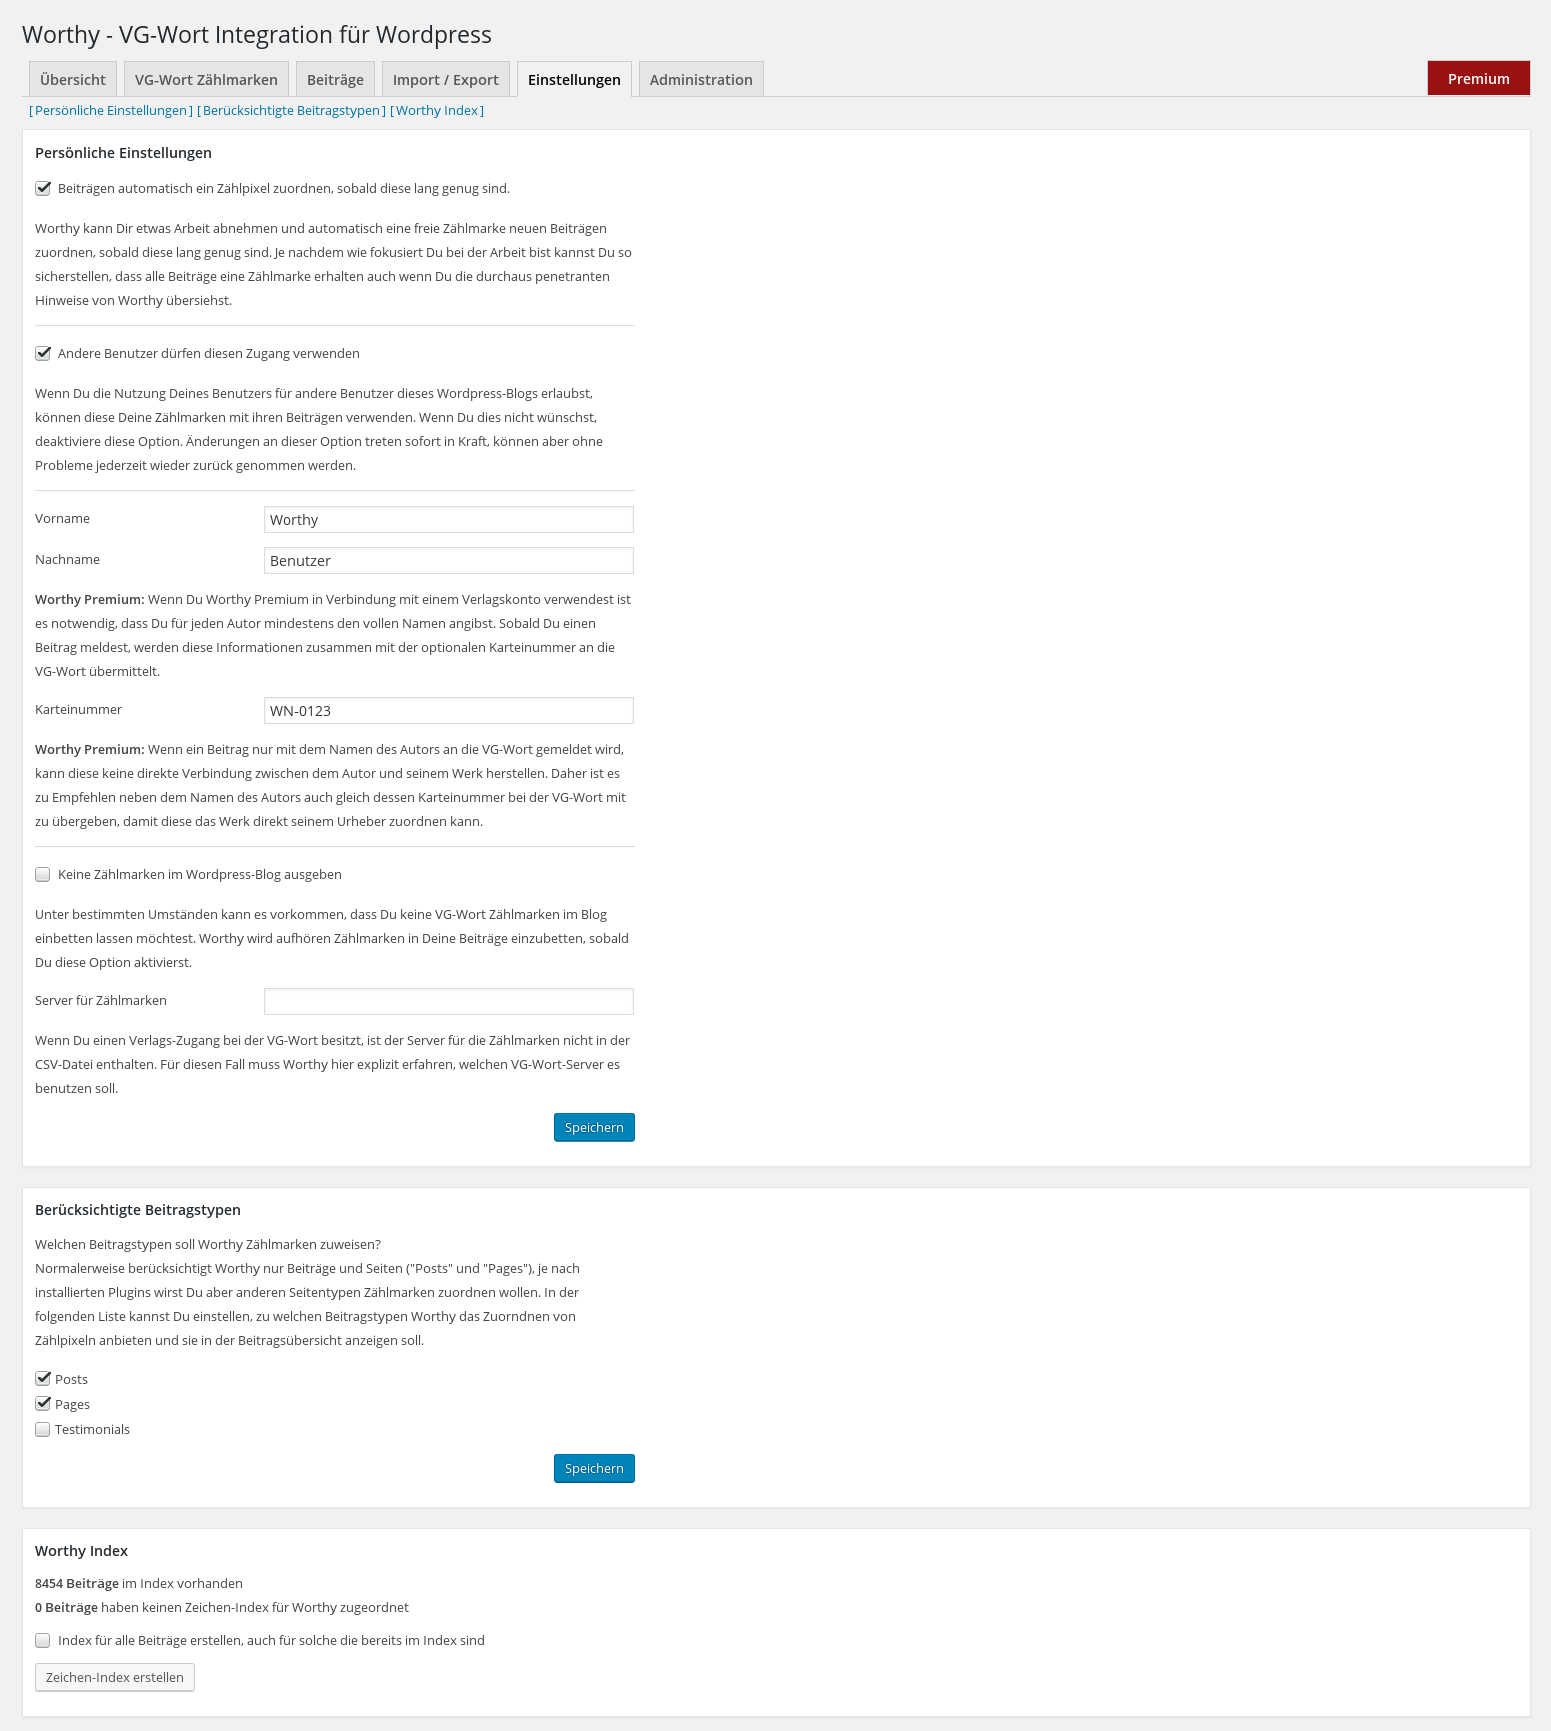 Worthy - VG-Wort Integration für Wordpress
Übersicht VG-Wort Zählmarken Beiträge Import / Export Einstellungen Administration Premium
[Persönliche Einstellungen] [Berücksichtigte Beitragstypen] [Worthy Index]
Persönliche Einstellungen
Beiträgen automatisch ein Zählpixel zuordnen, sobald diese lang genug sind.
Worthy kann Dir etwas Arbeit abnehmen und automatisch eine freie Zählmarke neuen Beiträgen
zuordnen, sobald diese lang genug sind. Je nachdem wie fokusiert Du bei der Arbeit bist kannst Du so
sicherstellen, dass alle Beiträge eine Zählmarke erhalten auch wenn Du die durchaus penetranten
Hinweise von Worthy übersiehst.
Andere Benutzer dürfen diesen Zugang verwenden
Wenn Du die Nutzung Deines Benutzers für andere Benutzer dieses Wordpress-Blogs erlaubst,
können diese Deine Zählmarken mit ihren Beiträgen verwenden. Wenn Du dies nicht wünschst,
deaktiviere diese Option. Änderungen an dieser Option treten sofort in Kraft, können aber ohne
Probleme jederzeit wieder zurück genommen werden.
Vorname Worthy
Nachname Benutzer
Worthy Premium: Wenn Du Worthy Premium in Verbindung mit einem Verlagskonto verwendest ist
es notwendig, dass Du für jeden Autor mindestens den vollen Namen angibst. Sobald Du einen
Beitrag meldest, werden diese Informationen zusammen mit der optionalen Karteinummer an die
VG-Wort übermittelt.
Karteinummer WN-0123
Worthy Premium: Wenn ein Beitrag nur mit dem Namen des Autors an die VG-Wort gemeldet wird,
kann diese keine direkte Verbindung zwischen dem Autor und seinem Werk herstellen. Daher ist es
zu Empfehlen neben dem Namen des Autors auch gleich dessen Karteinummer bei der VG-Wort mit
zu übergeben, damit diese das Werk direkt seinem Urheber zuordnen kann.
Keine Zählmarken im Wordpress-Blog ausgeben
Unter bestimmten Umständen kann es vorkommen, dass Du keine VG-Wort Zählmarken im Blog
einbetten lassen möchtest. Worthy wird aufhören Zählmarken in Deine Beiträge einzubetten, sobald
Du diese Option aktivierst.
Server für Zählmarken
Wenn Du einen Verlags-Zugang bei der VG-Wort besitzt, ist der Server für die Zählmarken nicht in der
CSV-Datei enthalten. Für diesen Fall muss Worthy hier explizit erfahren, welchen VG-Wort-Server es
benutzen soll.
Speichern
Berücksichtigte Beitragstypen
Welchen Beitragstypen soll Worthy Zählmarken zuweisen?
Normalerweise berücksichtigt Worthy nur Beiträge und Seiten ("Posts" und "Pages"), je nach
installierten Plugins wirst Du aber anderen Seitentypen Zählmarken zuordnen wollen. In der
folgenden Liste kannst Du einstellen, zu welchen Beitragstypen Worthy das Zuorndnen von
Zählpixeln anbieten und sie in der Beitragsübersicht anzeigen soll.
Posts
Pages
Testimonials
Speichern
Worthy Index
8454 Beiträge im Index vorhanden
0 Beiträge haben keinen Zeichen-Index für Worthy zugeordnet
Index für alle Beiträge erstellen, auch für solche die bereits im Index sind
Zeichen-Index erstellen